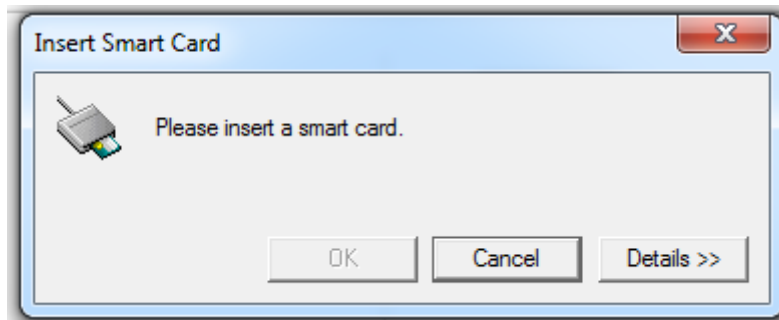 Insert Smart Card
Please insert a smart card.
OK
Cancel
Details >>